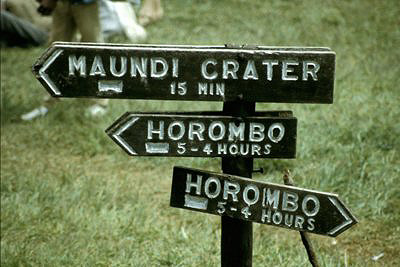 MAUNDI CRATER
15 MIN
HOROMBO
5-4 HOURS
HOROMBO
5-4 HOURS